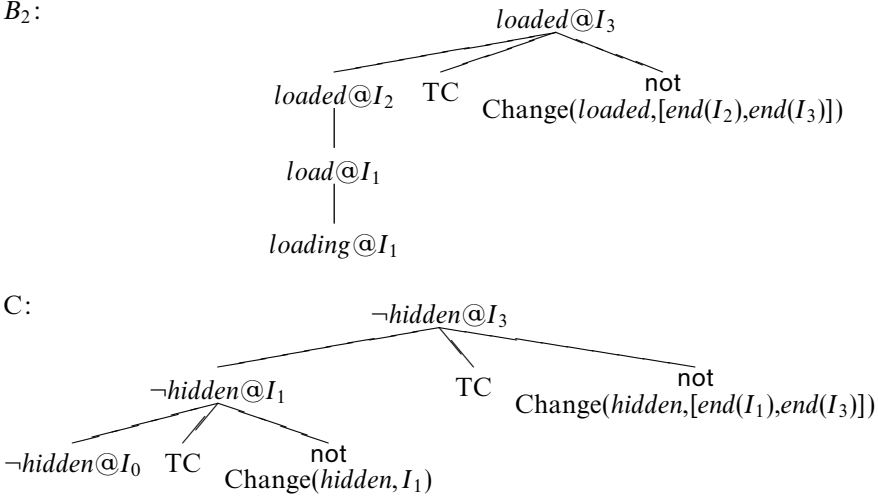 B₂:
loaded@I₃
loaded@I₂ TC not
Change(loaded,[end(I₂),end(I₃)])
load@I₁
loading@I₁
C:
¬hidden@I₃
¬hidden@I₁ TC not
Change(hidden,[end(I₁),end(I₃)])
¬hidden@I₀ TC not
Change(hidden,I₁)